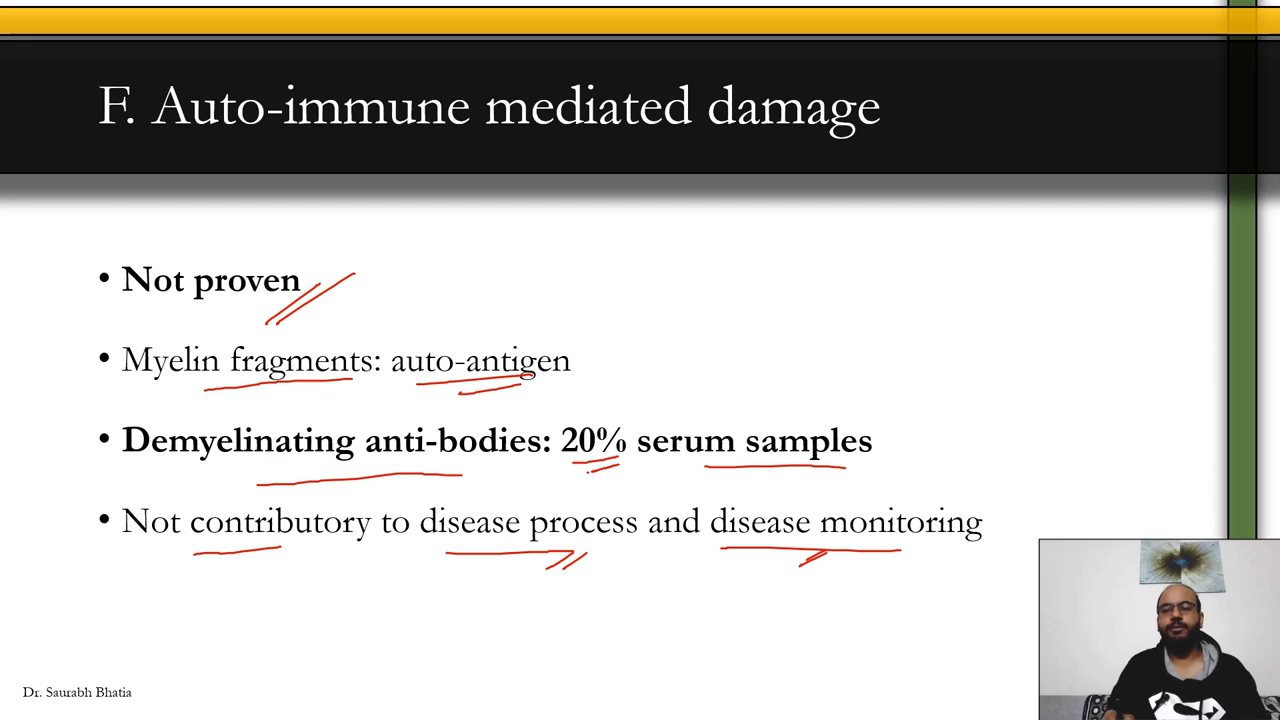 F. Auto-immune mediated damage
• Not proven
• Myelin fragments: auto-antigen
• Demyelinating anti-bodies: 20% serum samples
• Not contributory to disease process and disease monitoring
Dr. Saurabh Bhatia